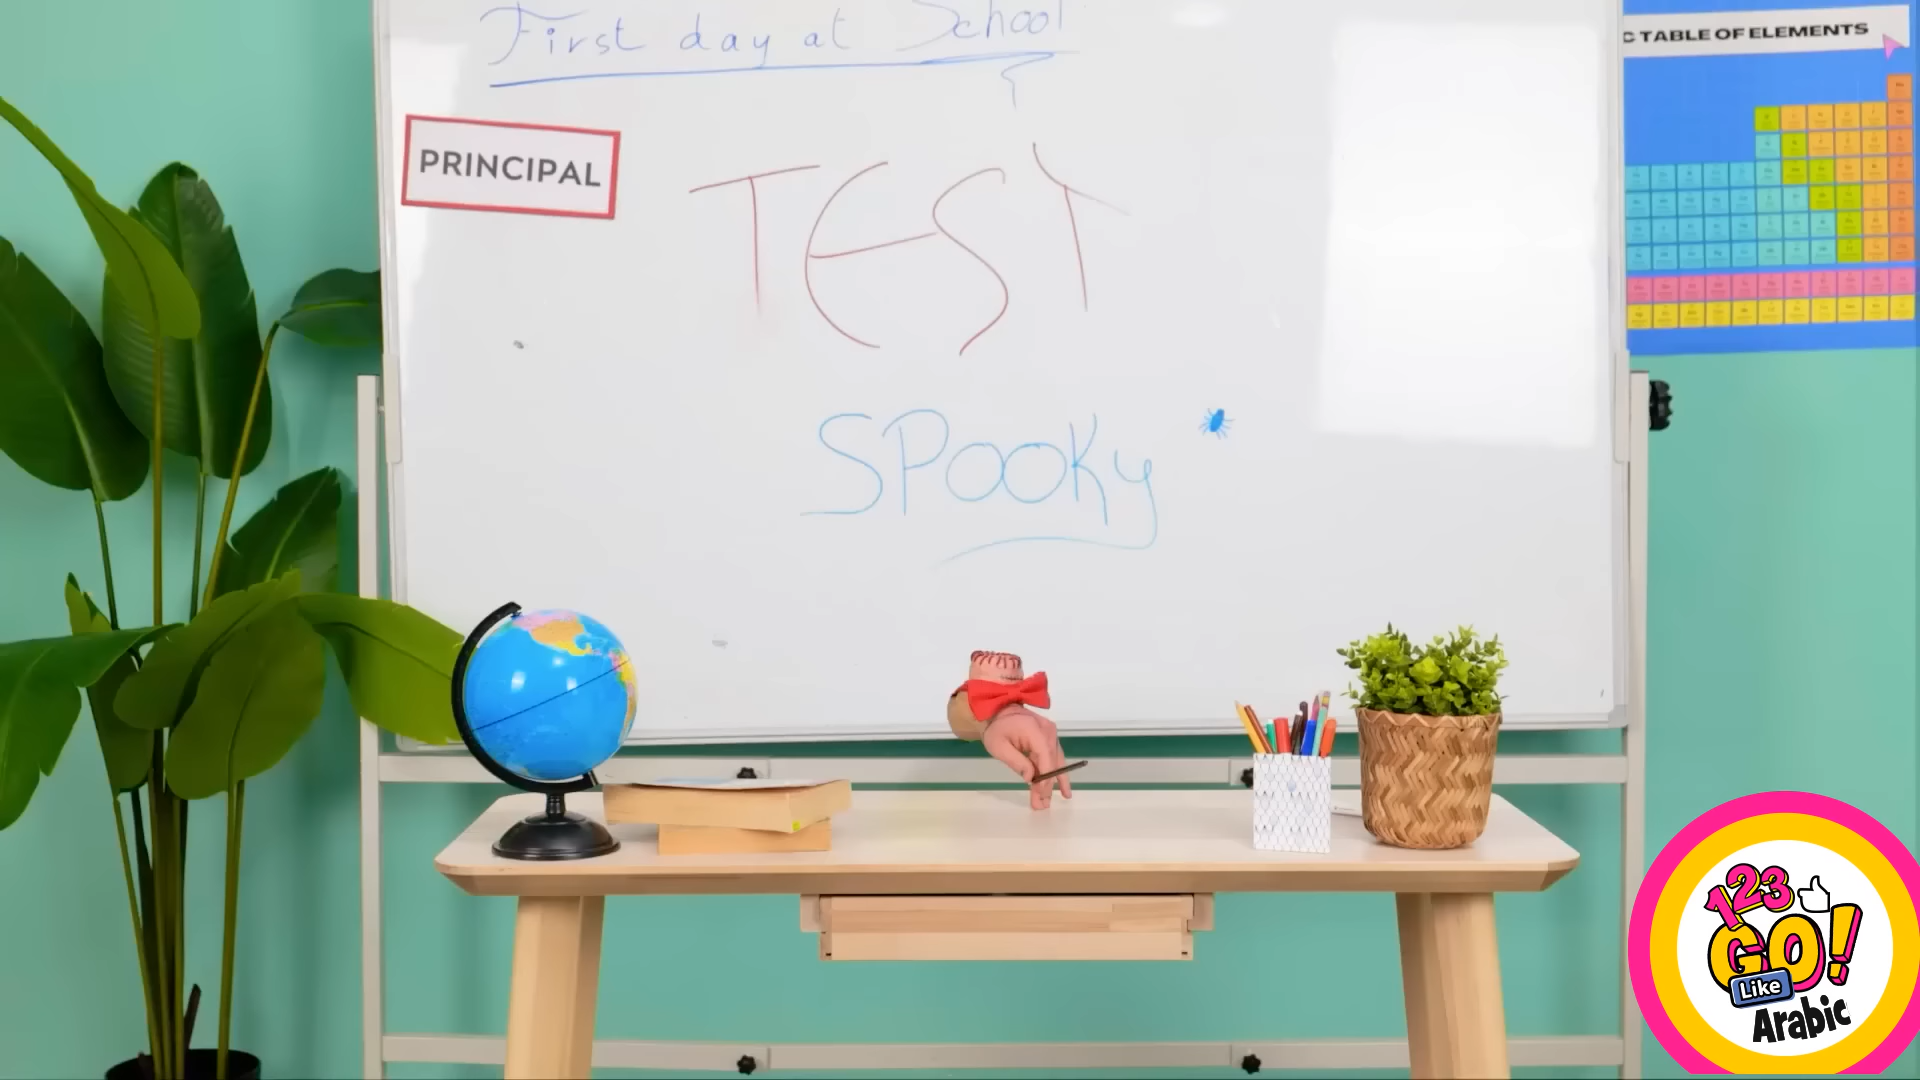 First day at School
C TABLE OF ELEMENTS
PRINCIPAL
TEST
SPOOKY
123
GO!
Like
Arabic